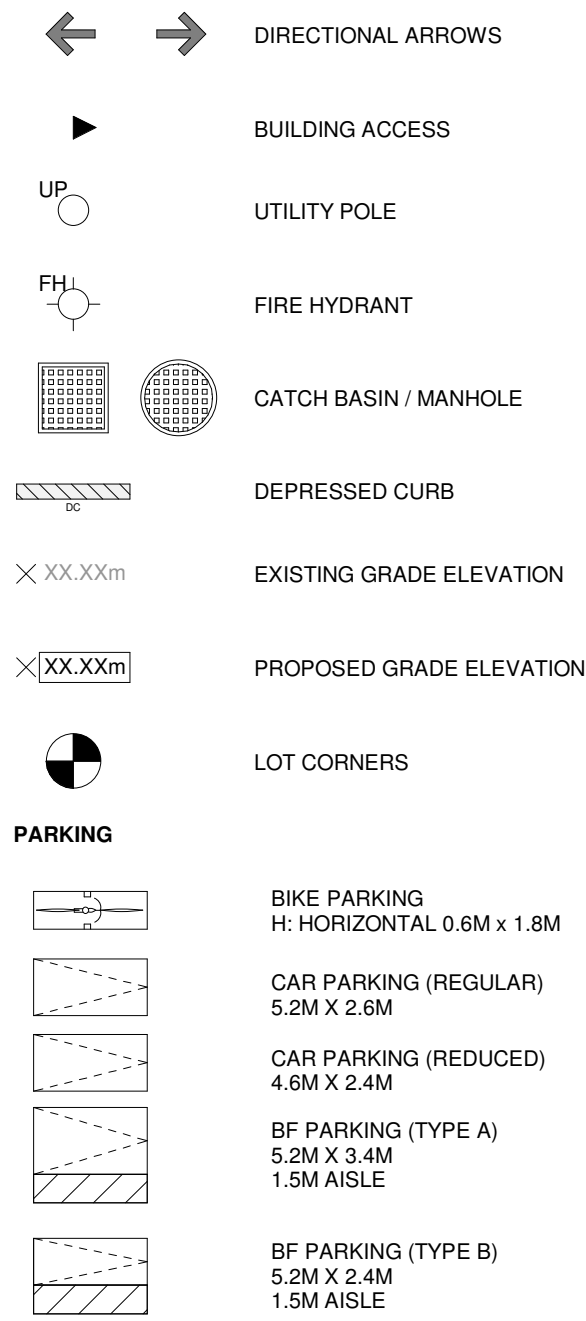 DIRECTIONAL ARROWS
BUILDING ACCESS
UP
UTILITY POLE
FH
FIRE HYDRANT
CATCH BASIN / MANHOLE
DEPRESSED CURB
DC
XX.XXm
EXISTING GRADE ELEVATION
XX.XXm
PROPOSED GRADE ELEVATION
LOT CORNERS
PARKING
BIKE PARKING
H: HORIZONTAL 0.6M x 1.8M
CAR PARKING (REGULAR)
5.2M X 2.6M
CAR PARKING (REDUCED)
4.6M X 2.4M
BF PARKING (TYPE A)
5.2M X 3.4M
1.5M AISLE
BF PARKING (TYPE B)
5.2M X 2.4M
1.5M AISLE